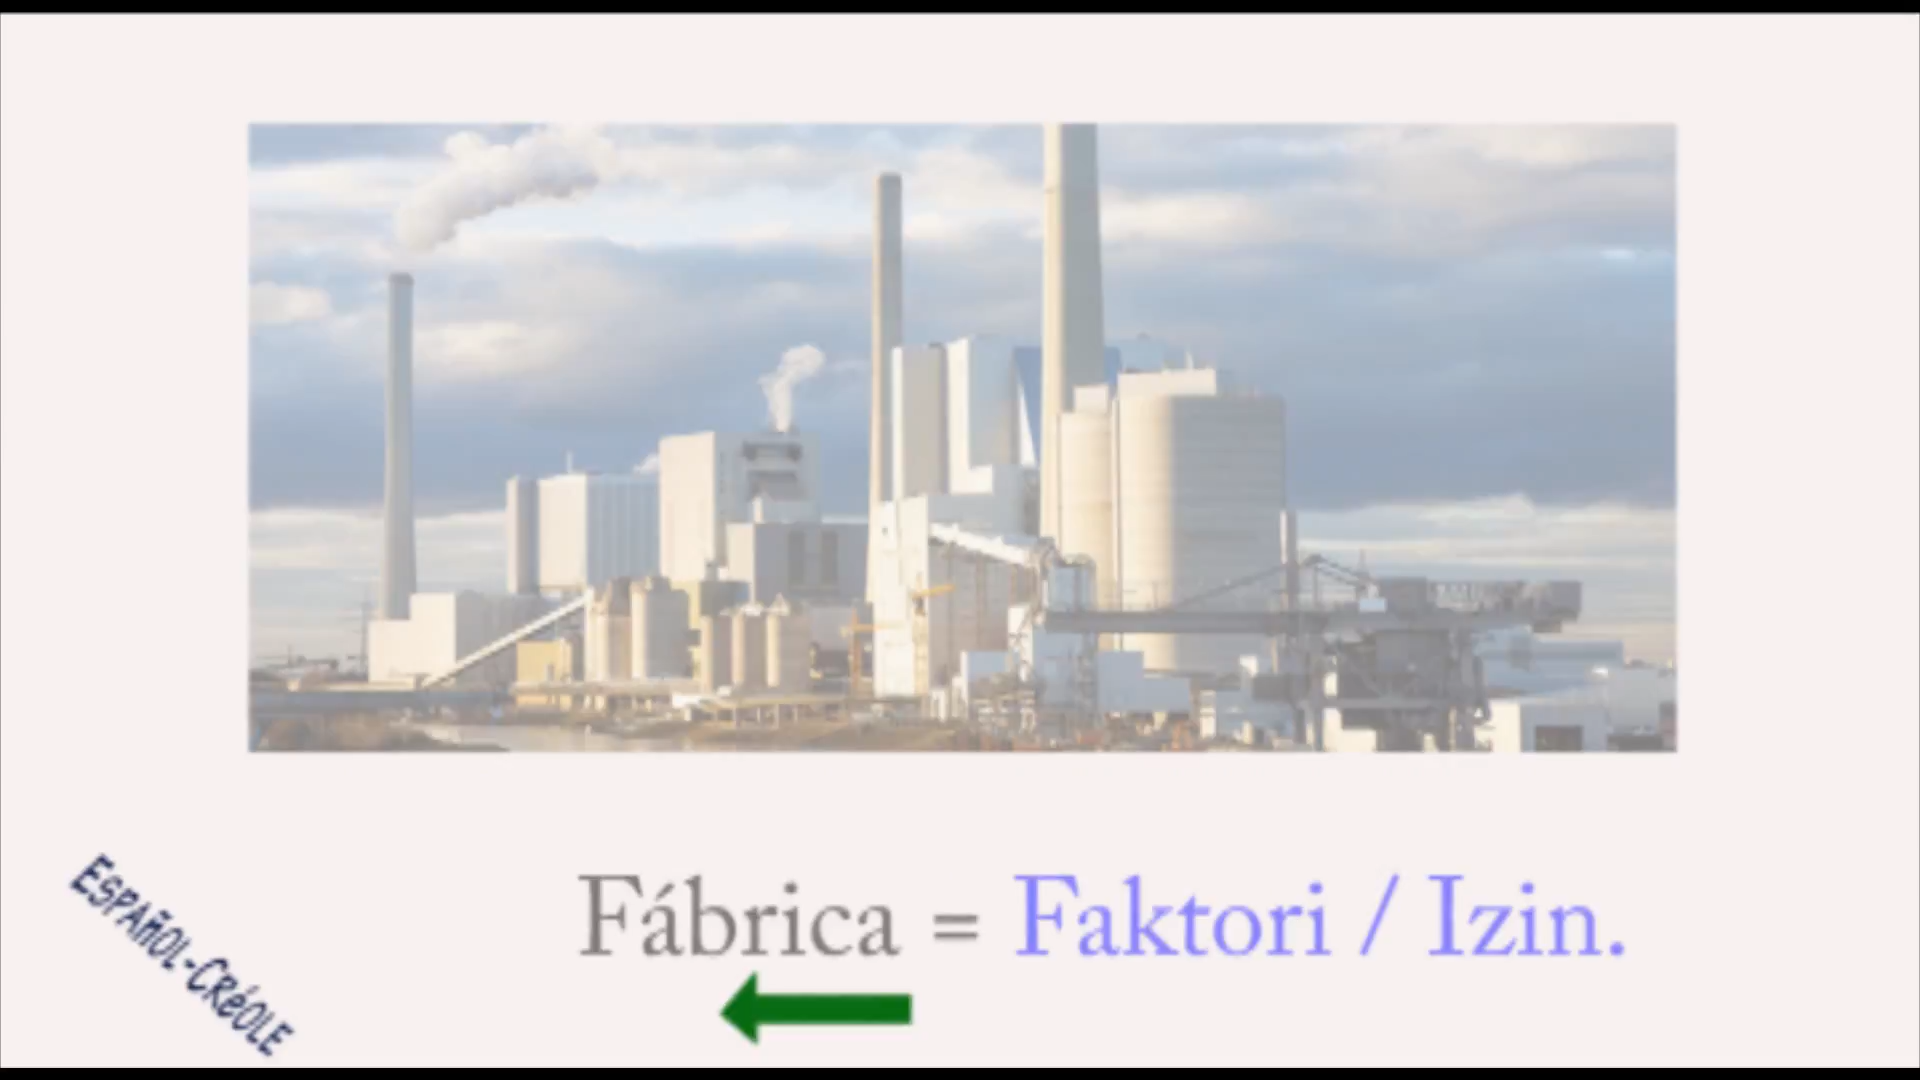 Fábrica = Faktori / Izin.
Español-Créole